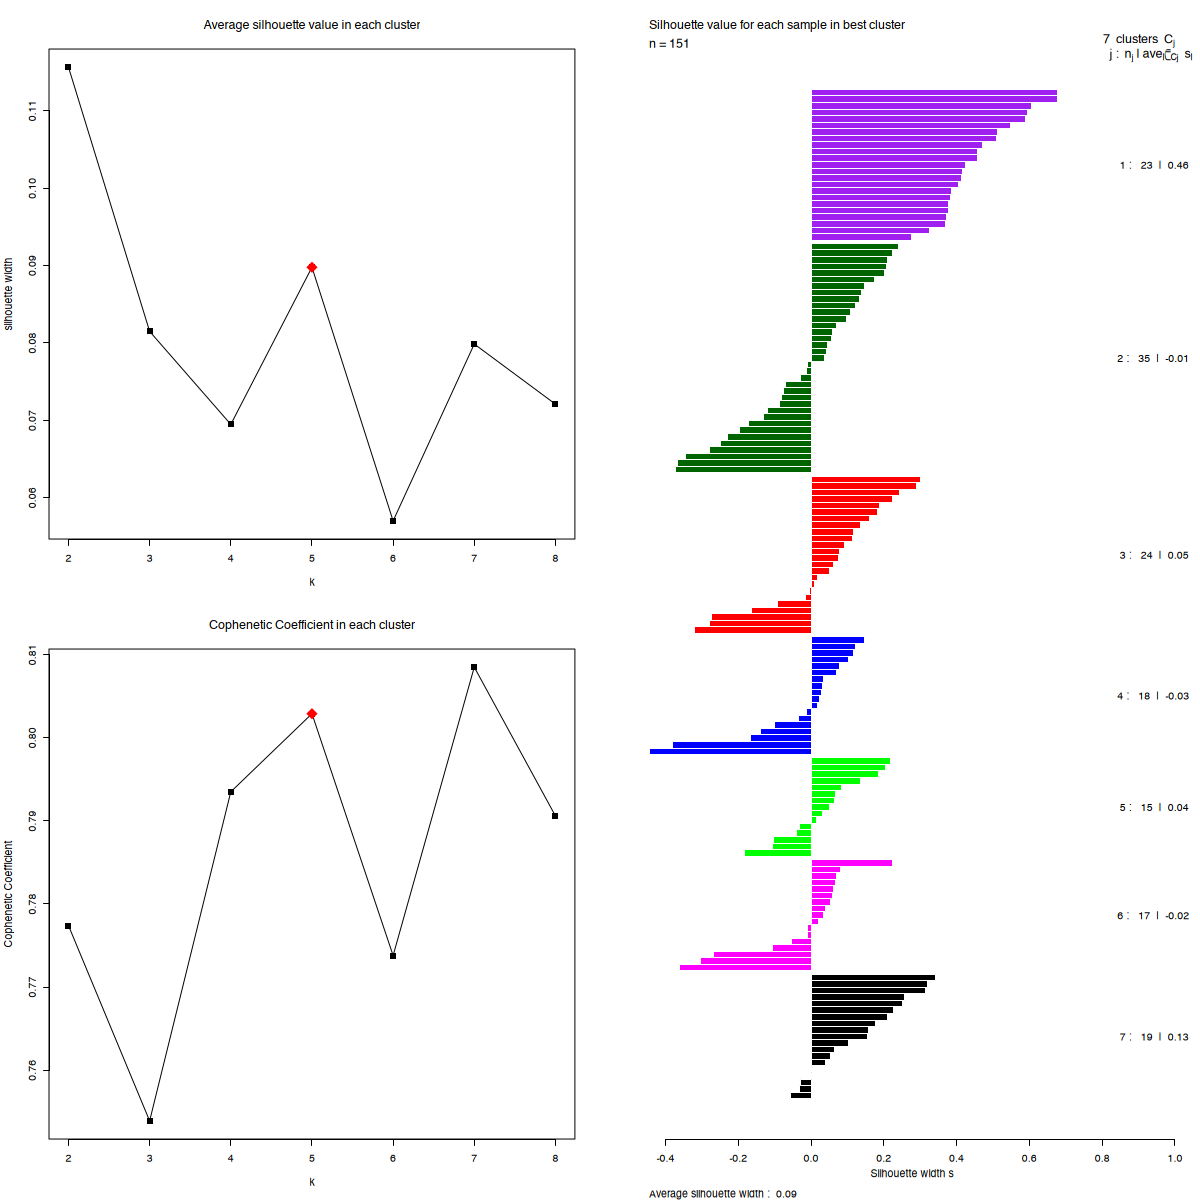 Average silhouette value in each cluster
silhouette width
0.11
0.10
0.09
0.08
0.07
0.06
2 3 4 5 6 7 8
k
Cophenetic Coefficient in each cluster
Cophenetic Coefficient
0.81
0.80
0.79
0.78
0.77
0.76
2 3 4 5 6 7 8
k
Silhouette value for each sample in best cluster
n = 151
7 clusters Cj
j : nj | avei∈Cj si
1 : 23 | 0.46
2 : 35 | -0.01
3 : 24 | 0.05
4 : 18 | -0.03
5 : 15 | 0.04
6 : 17 | -0.02
7 : 19 | 0.13
-0.4 -0.2 0.0 0.2 0.4 0.6 0.8 1.0
Silhouette width s
Average silhouette width : 0.09